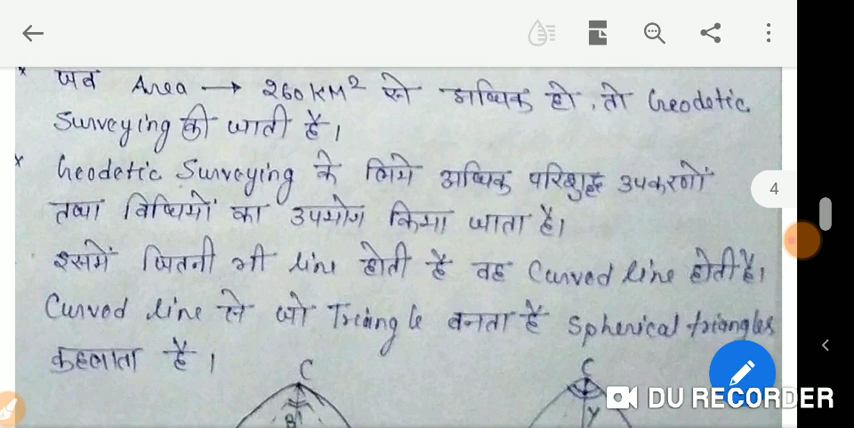 × जब Area → 260 KM² से अधिक हो, तो Geodetic
Surveying की जाती है।
× Geodetic Surveying के लिये अधिक परिशुद्ध उपकरणों
तथा विधियों का उपयोग किया जाता है।
इसमें जितनी भी line होती है वह Curved line होती है।
Curved line से जो Triangle बनता है Spherical triangles
कहलाता है।
C
B
C
Y
4
DU RECORDER